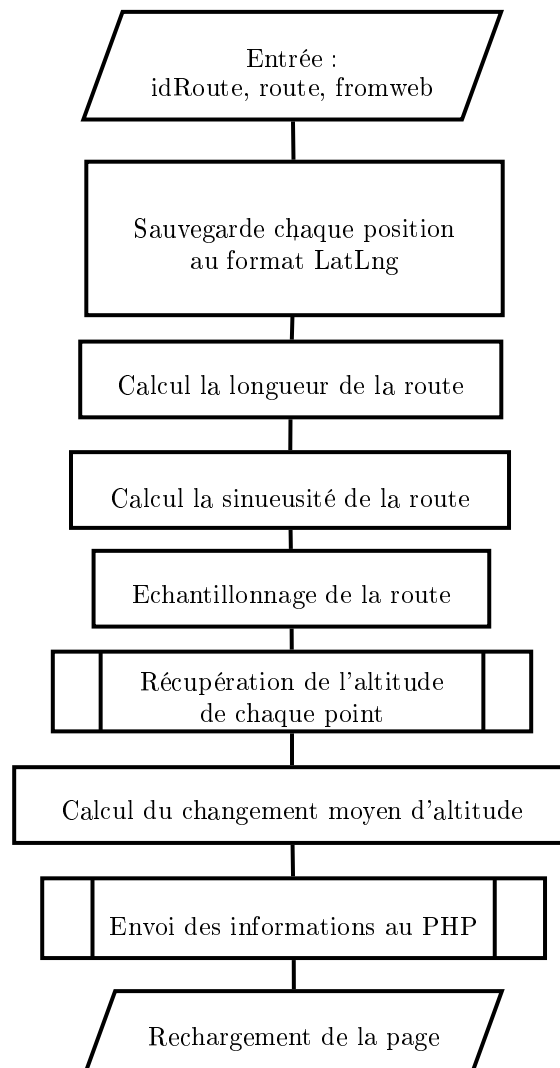 Entrée :
idRoute, route, fromweb
Sauvegarde chaque position
au format LatLng
Calcul la longueur de la route
Calcul la sinueusité de la route
Echantillonnage de la route
Récupération de l'altitude
de chaque point
Calcul du changement moyen d'altitude
Envoi des informations au PHP
Rechargement de la page